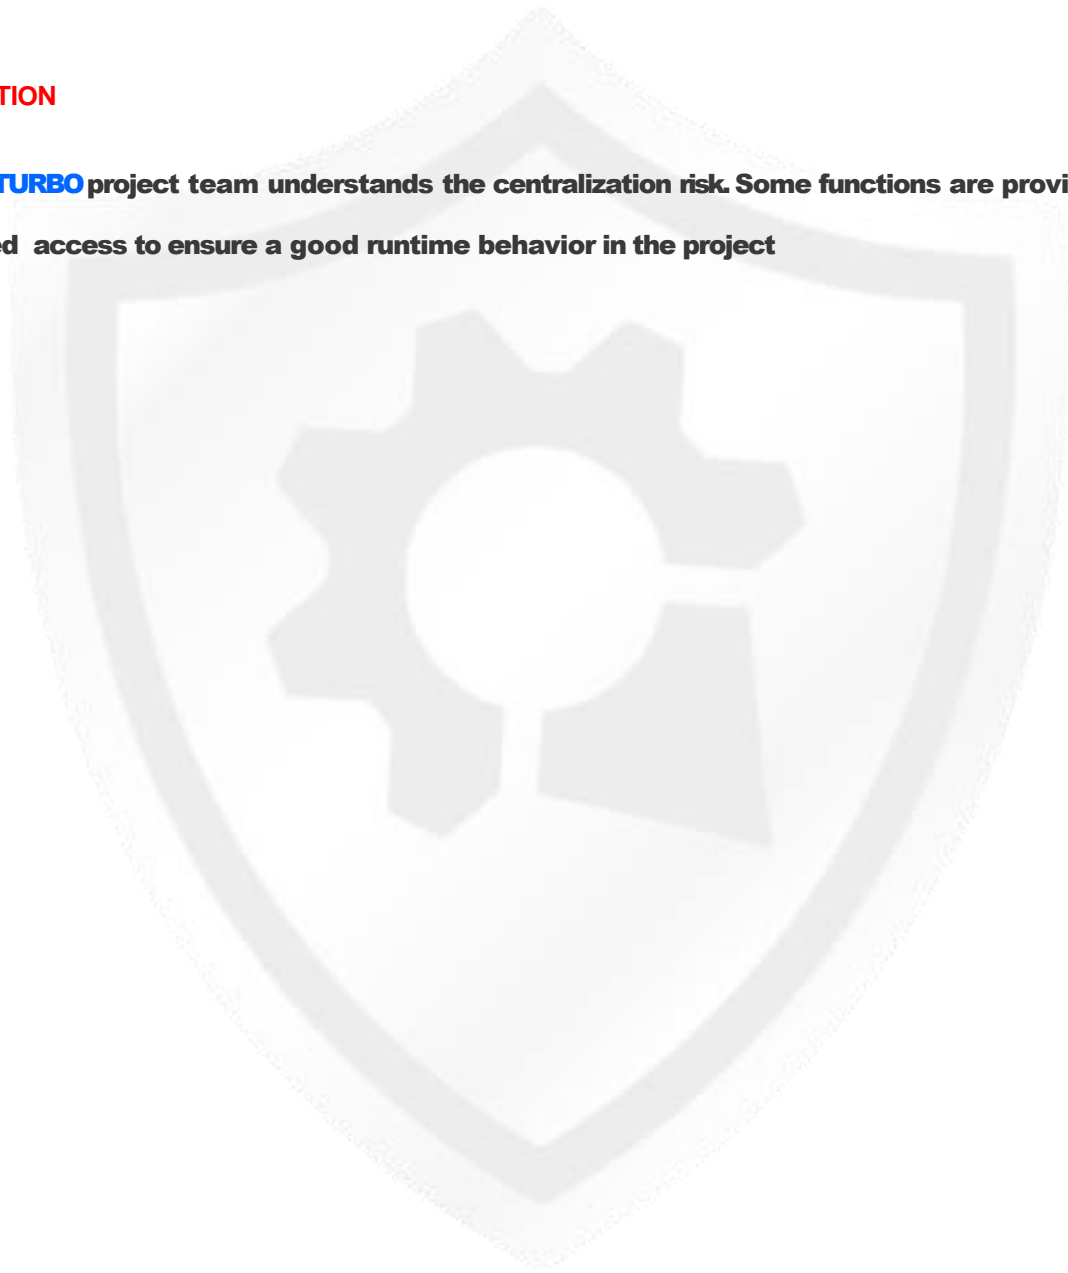 TION
TURBO project team understands the centralization risk. Some functions are provi
ed access to ensure a good runtime behavior in the project